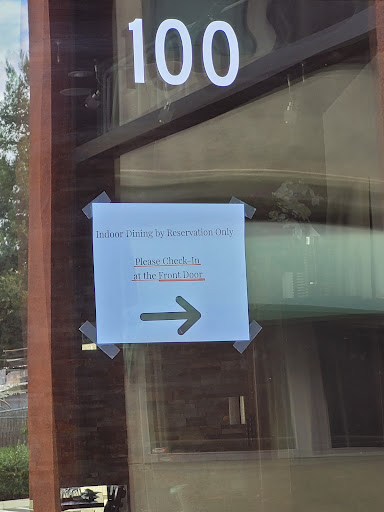 100
Indoor Dining by Reservation Only
Please Check-In
at the Front Door